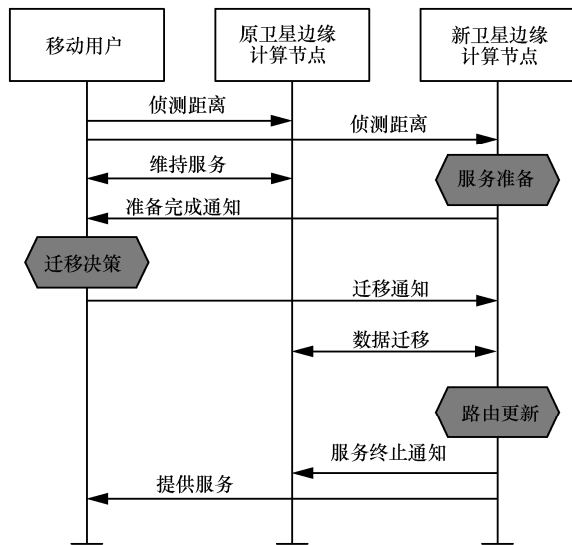 移动用户
原卫星边缘
计算节点
新卫星边缘
计算节点
侦测距离
侦测距离
维持服务
服务准备
准备完成通知
迁移决策
迁移通知
数据迁移
路由更新
服务终止通知
提供服务